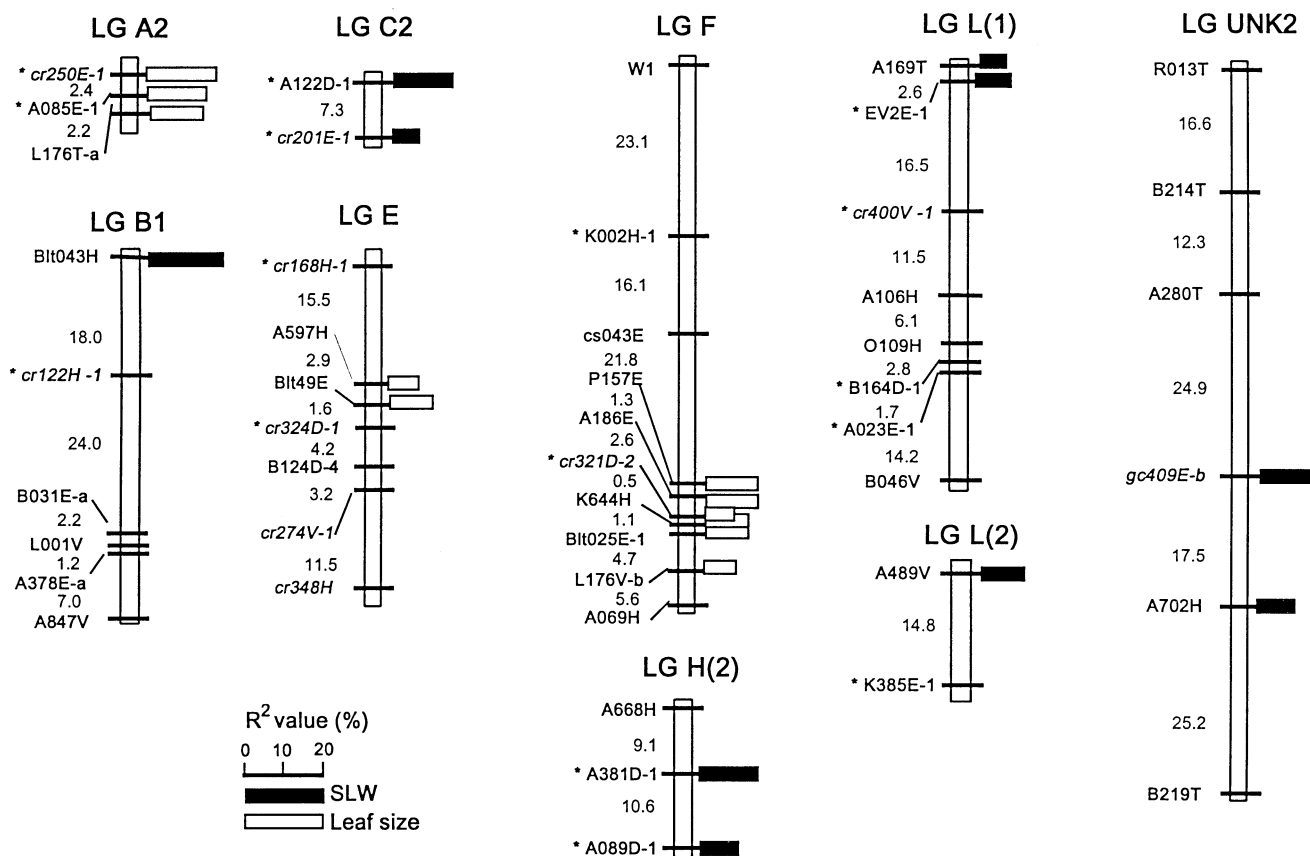 LG A2
* cr250E-1
2.4
* A085E-1
2.2
L176T-a
LG B1
Blt043H
18.0
* cr122H -1
24.0
B031E-a
2.2
L001V
1.2
A378E-a
7.0
A847V
LG C2
* A122D-1
7.3
* cr201E-1
LG E
* cr168H-1
15.5
A597H
2.9
Blt49E
1.6
* cr324D-1
4.2
B124D-4
3.2
cr274V-1
11.5
cr348H
R2 value (%)
0 10 20
SLW
Leaf size
LG F
W1
23.1
* K002H-1
16.1
cs043E
21.8
P157E
1.3
A186E
2.6
* cr321D-2
0.5
K644H
1.1
Blt025E-1
4.7
L176V-b
5.6
A069H
LG H(2)
A668H
9.1
* A381D-1
10.6
* A089D-1
LG L(1)
A169T
2.6
* EV2E-1
16.5
* cr400V -1
11.5
A106H
6.1
O109H
2.8
* B164D-1
1.7
* A023E-1
14.2
B046V
LG L(2)
A489V
14.8
* K385E-1
LG UNK2
R013T
16.6
B214T
12.3
A280T
24.9
gc409E-b
17.5
A702H
25.2
B219T